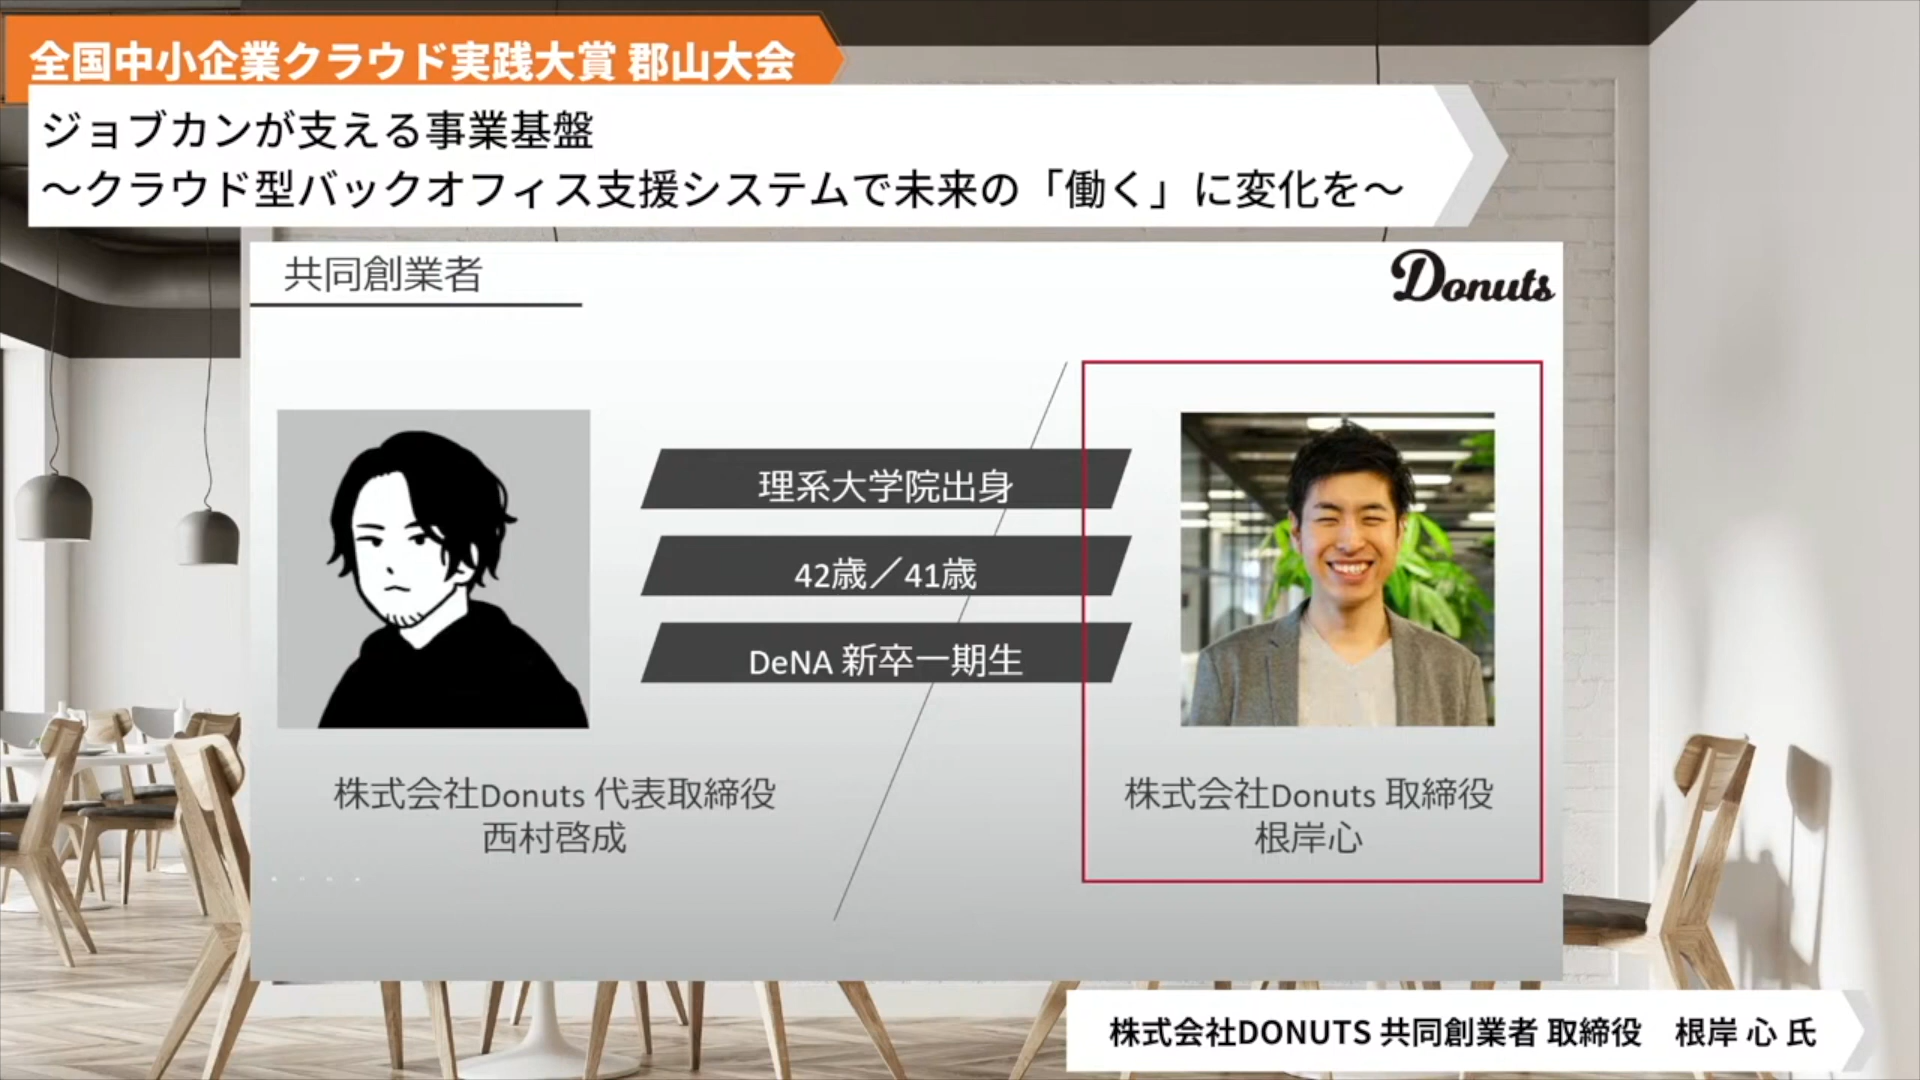 全国中小企業クラウド実践大賞 郡山大会
ジョブカンが支える事業基盤
～クラウド型バックオフィス支援システムで未来の「働く」に変化を～
共同創業者
Donuts
理系大学院出身
42歳／41歳
DeNA 新卒一期生
株式会社Donuts 代表取締役
西村啓成
株式会社Donuts 取締役
根岸心
株式会社DONUTS 共同創業者 取締役　根岸 心 氏